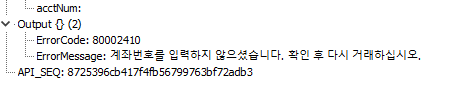 acctNum:
Output {} (2)
ErrorCode: 80002410
ErrorMessage: 계좌번호를 입력하지 않으셨습니다. 확인 후 다시 거래하십시오.
API_SEQ: 8725396cb417f4fb56799763bf72adb3